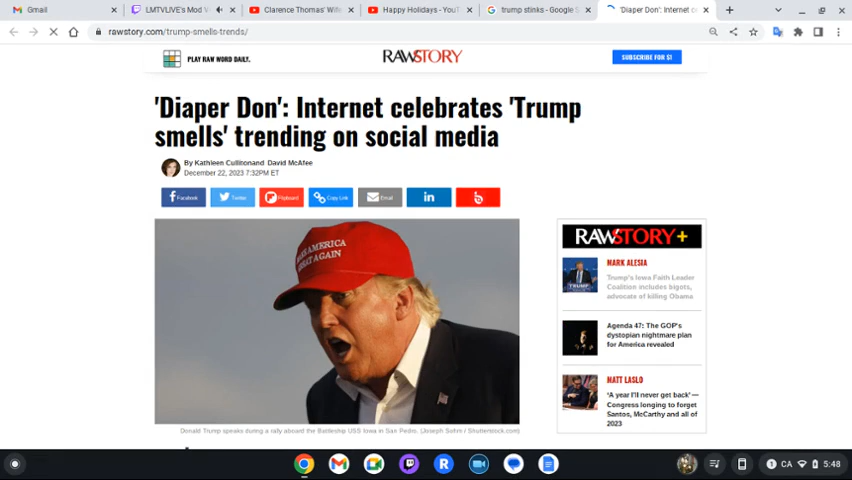 Gmail
LMTVLIVE's Mod V
Clarence Thomas' Wife
Happy Holidays - YouT
trump stinks - Google S
'Diaper Don': Internet ce
rawstory.com/trump-smells-trends/
PLAY RAW WORD DAILY.
RAWSTORY
SUBSCRIBE FOR $1
'Diaper Don': Internet celebrates 'Trump
smells' trending on social media
By Kathleen Cullitonand David McAfee
December 22, 2023 7:32PM ET
Facebook
Twitter
Flipboard
Copy Link
Email
in
MAKE AMERICA
GREAT AGAIN
Donald Trump speaks during a rally aboard the Battleship USS Iowa in San Pedro. (Joseph Sohm / Shutterstock.com)
RAWSTORY+
MARK ALESIA
Trump's Iowa Faith Leader
Coalition includes bigots,
advocate of killing Obama
TRUMP
Agenda 47: The GOP's
dystopian nightmare plan
for America revealed
MATT LASLO
'A year I'll never get back' —
Congress longing to forget
Santos, McCarthy and all of
2023
1 CA 5:48